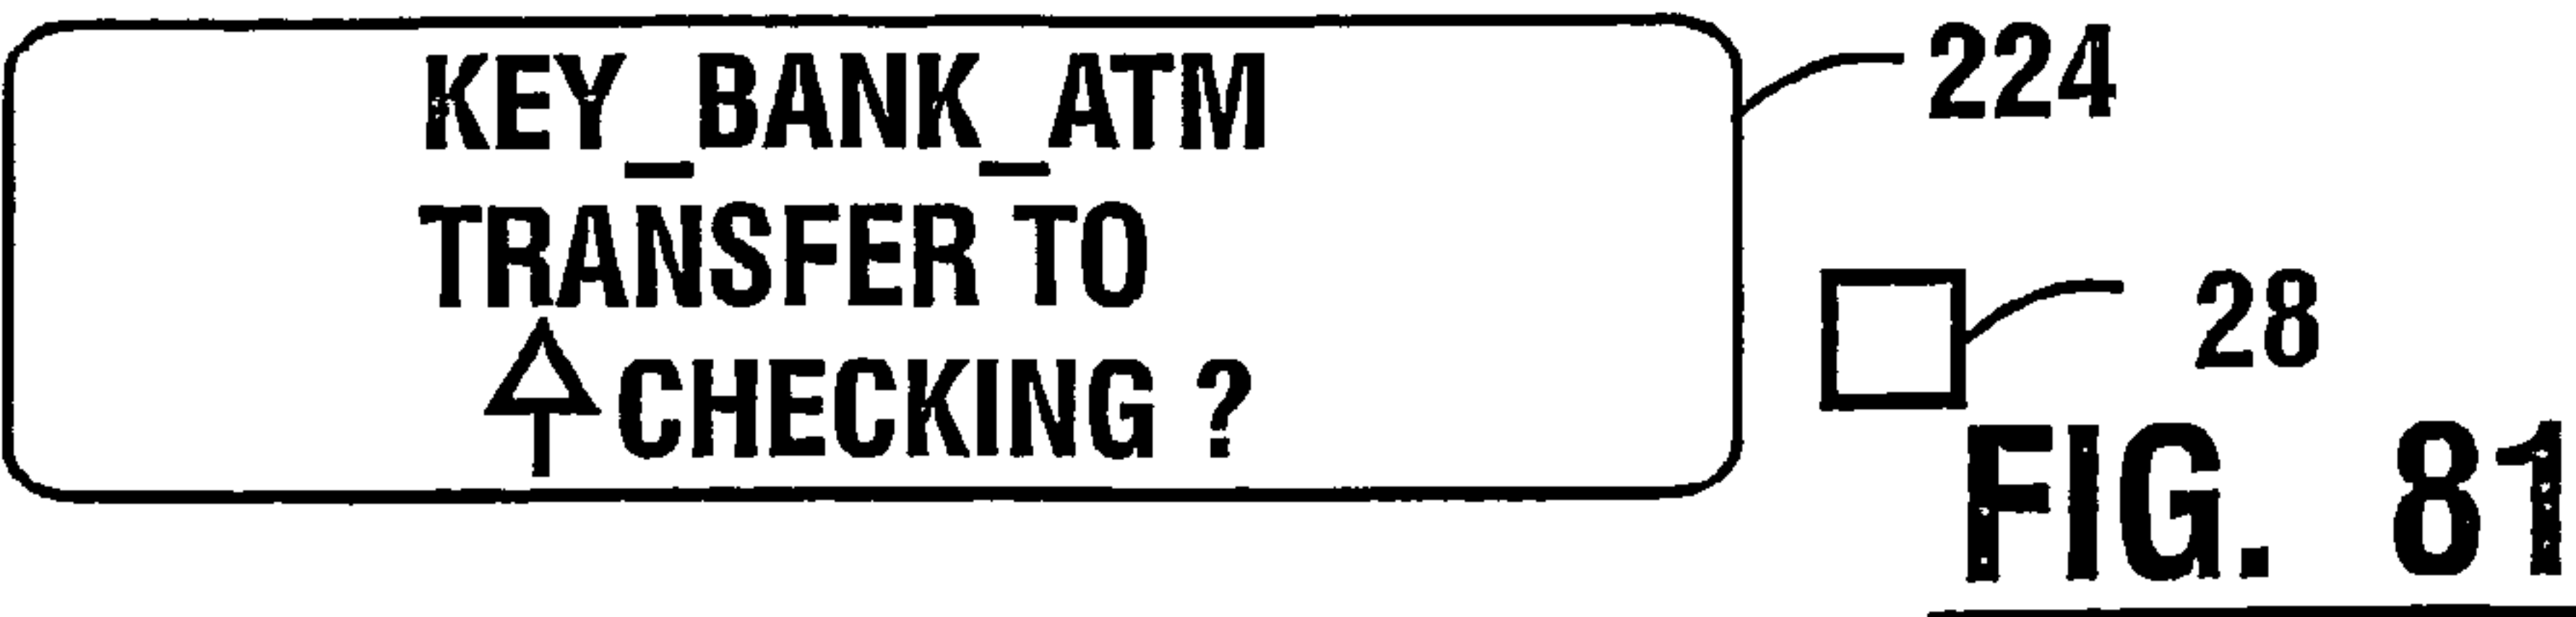 KEY_BANK_ATM
TRANSFER TO
CHECKING ?
224
28
FIG. 81